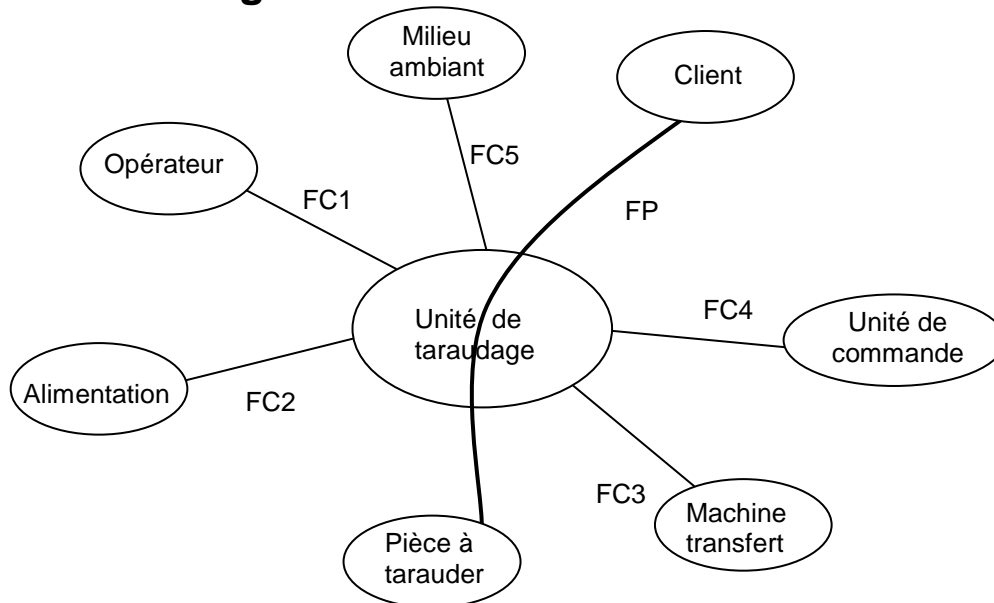 Milieu
ambiant
Client
Opérateur
FC5
FC1
FP
FC4
Unité de
commande
Unité de
taraudage
Alimentation
FC2
FC3
Machine
transfert
Pièce à
tarauder